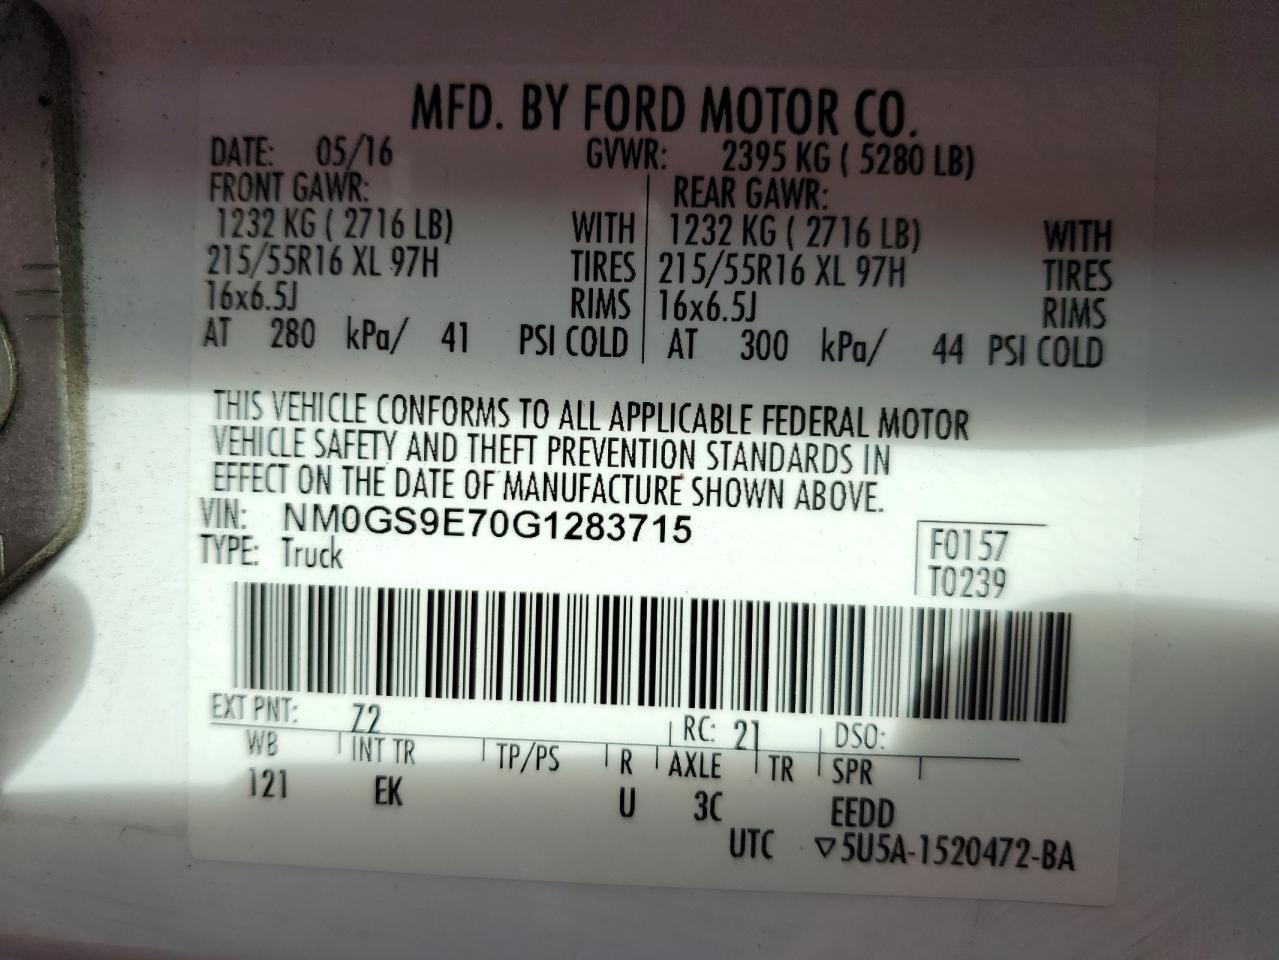 MFD. BY FORD MOTOR CO.
DATE: 05/16 GVWR: 2395 KG ( 5280 LB)
FRONT GAWR: REAR GAWR:
1232 KG ( 2716 LB) WITH 1232 KG ( 2716 LB) WITH
215/55R16 XL 97H TIRES 215/55R16 XL 97H TIRES
16x6.5J RIMS 16x6.5J RIMS
AT 280 kPa/ 41 PSI COLD AT 300 kPa/ 44 PSI COLD
THIS VEHICLE CONFORMS TO ALL APPLICABLE FEDERAL MOTOR
VEHICLE SAFETY AND THEFT PREVENTION STANDARDS IN
EFFECT ON THE DATE OF MANUFACTURE SHOWN ABOVE.
VIN: NM0GS9E70G1283715
TYPE: Truck
F0157
T0239
EXT PNT: Z2 RC: 21 DSO:
WB INT TR TP/PS R AXLE TR SPR
121 EK U 3C EEDD
UTC ▽5U5A-1520472-BA